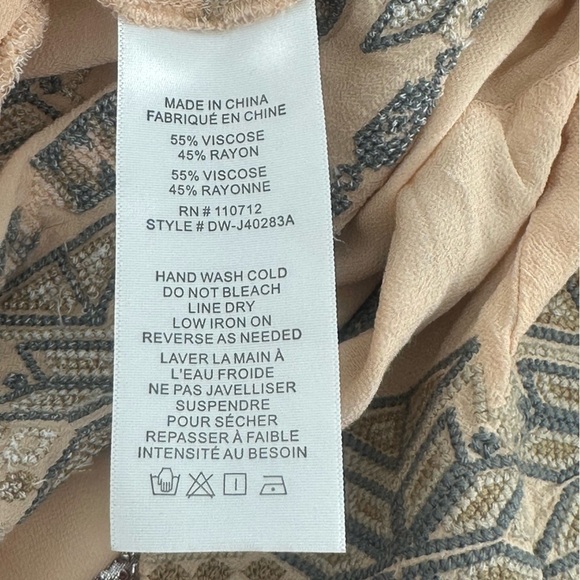 MADE IN CHINA
FABRIQUÉ EN CHINE
55% VISCOSE
45% RAYON
55% VISCOSE
45% RAYONNE
RN # 110712
STYLE # DW-J40283A
HAND WASH COLD
DO NOT BLEACH
LINE DRY
LOW IRON ON
REVERSE AS NEEDED
LAVER LA MAIN À
L'EAU FROIDE
NE PAS JAVELLISER
SUSPENDRE
POUR SÉCHER
REPASSER À FAIBLE
INTENSITÉ AU BESOIN